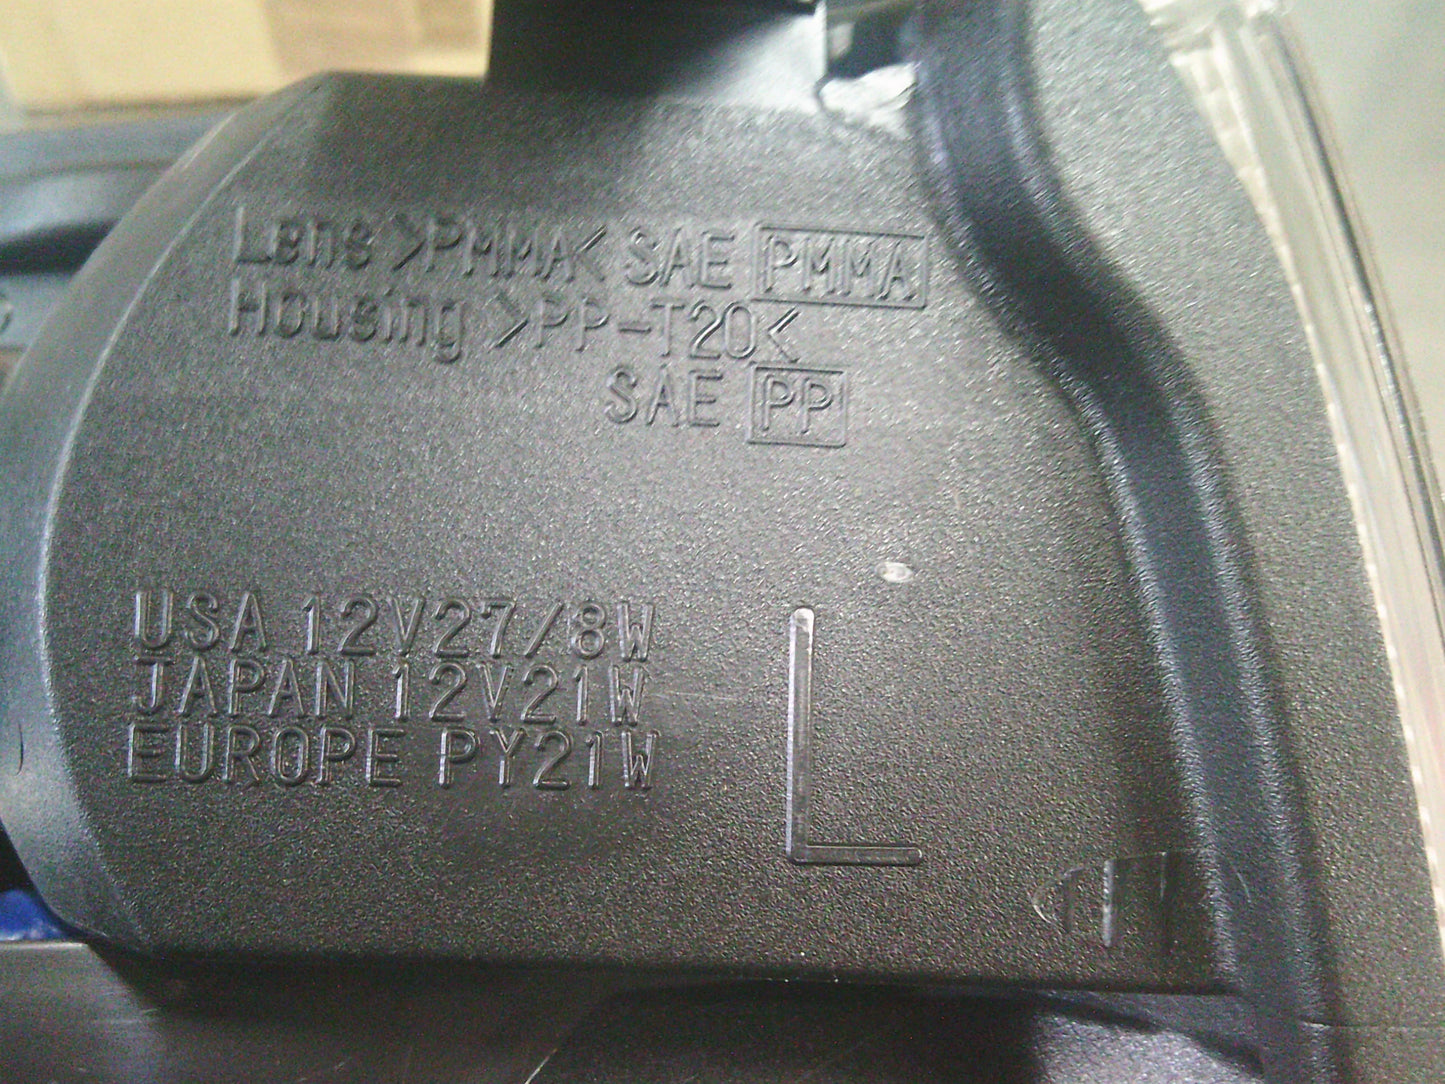 Lens >PMMA< SAE PMMA
Housing >PP-T20<
SAE PP
USA 12V27/8W
JAPAN 12V21W
EUROPE PY21W
L